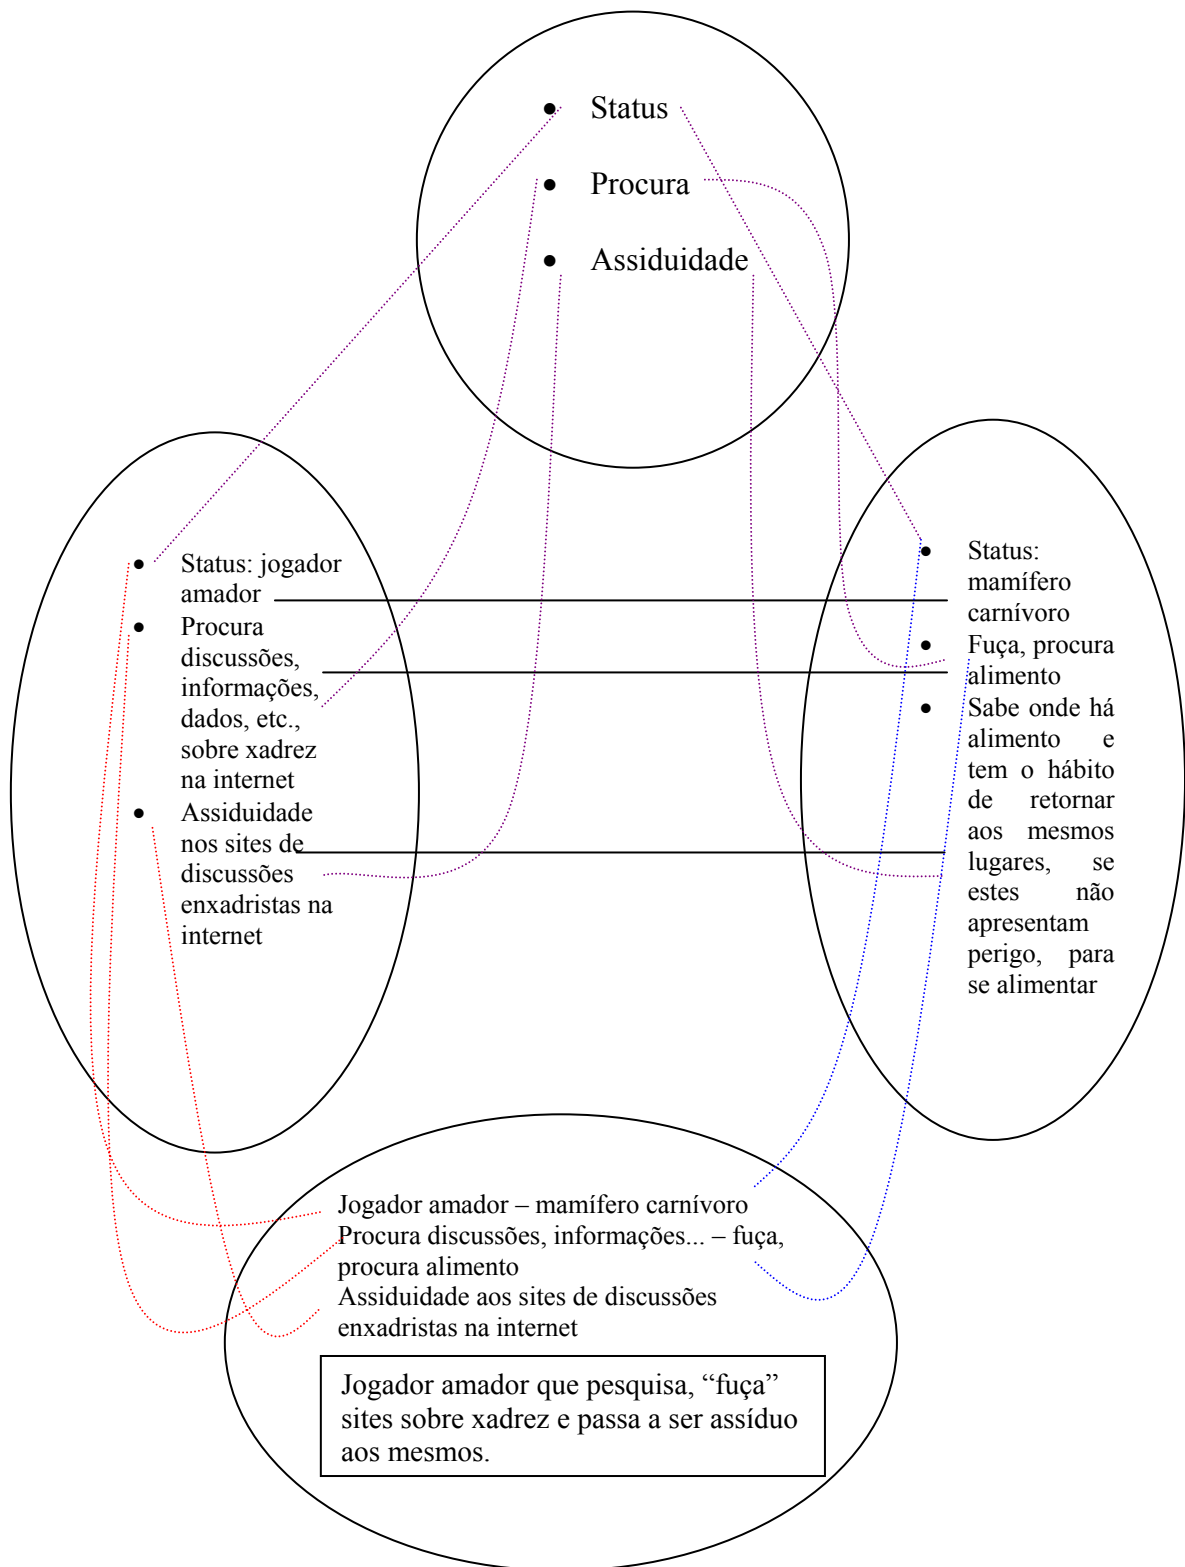 • Status
• Procura
• Assiduidade
• Status: jogador
amador
• Procura
discussões,
informações,
dados, etc.,
sobre xadrez
na internet
• Assiduidade
nos sites de
discussões
enxadristas na
internet
• Status:
mamífero
carnívoro
• Fuça, procura
alimento
• Sabe onde há
alimento e
tem o hábito
de retornar
aos mesmos
lugares, se
estes não
apresentam
perigo, para
se alimentar
Jogador amador – mamífero carnívoro
Procura discussões, informações... – fuça,
procura alimento
Assiduidade aos sites de discussões
enxadristas na internet
Jogador amador que pesquisa, “fuça”
sites sobre xadrez e passa a ser assíduo
aos mesmos.